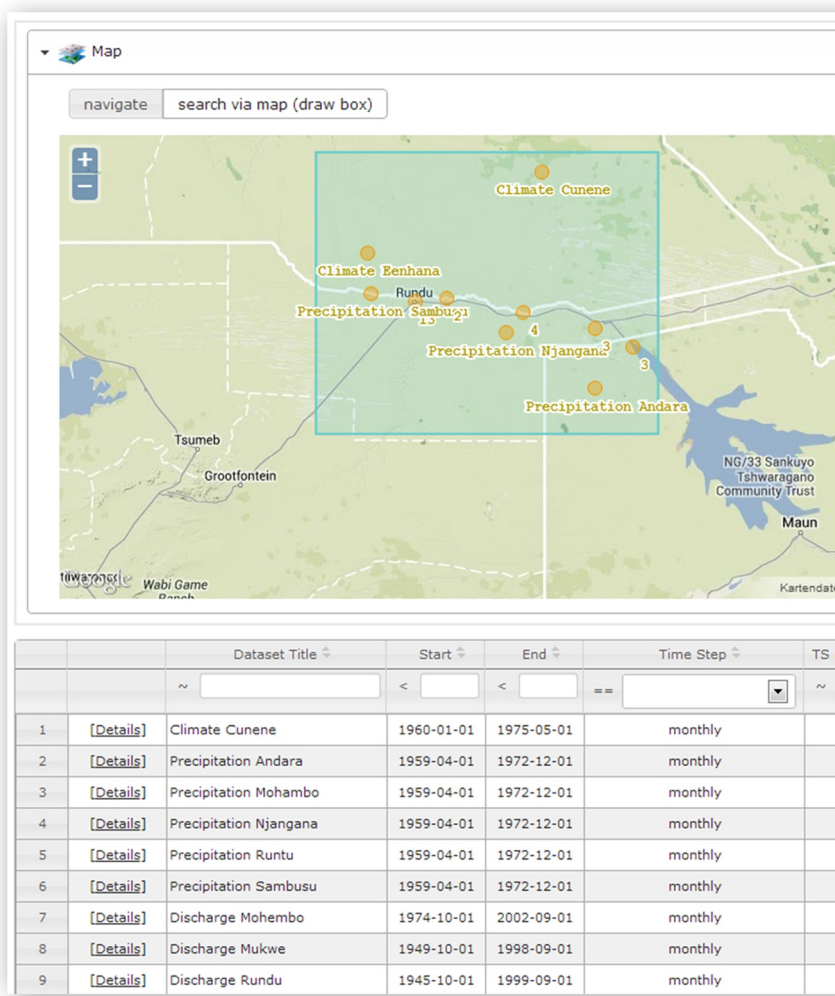 Map
navigate
search via map (draw box)
+
Climate Cunene
−
Climate Eenhana
Rundu
Precipitation Sambusu
13
2
4
Precipitation Njangana
3
3
Precipitation Andara
Tsumeb
Grootfontein
NG/33 Sankuyo
Tshwaragano
Community Trust
Maun
Google
Wabi Game
Ranch
Kartendate
Dataset Title Start End Time Step TS
~ < < == ~
1 [Details] Climate Cunene 1960-01-01 1975-05-01 monthly
2 [Details] Precipitation Andara 1959-04-01 1972-12-01 monthly
3 [Details] Precipitation Mohambo 1959-04-01 1972-12-01 monthly
4 [Details] Precipitation Njangana 1959-04-01 1972-12-01 monthly
5 [Details] Precipitation Runtu 1959-04-01 1972-12-01 monthly
6 [Details] Precipitation Sambusu 1959-04-01 1972-12-01 monthly
7 [Details] Discharge Mohembo 1974-10-01 2002-09-01 monthly
8 [Details] Discharge Mukwe 1949-10-01 1998-09-01 monthly
9 [Details] Discharge Rundu 1945-10-01 1999-09-01 monthly